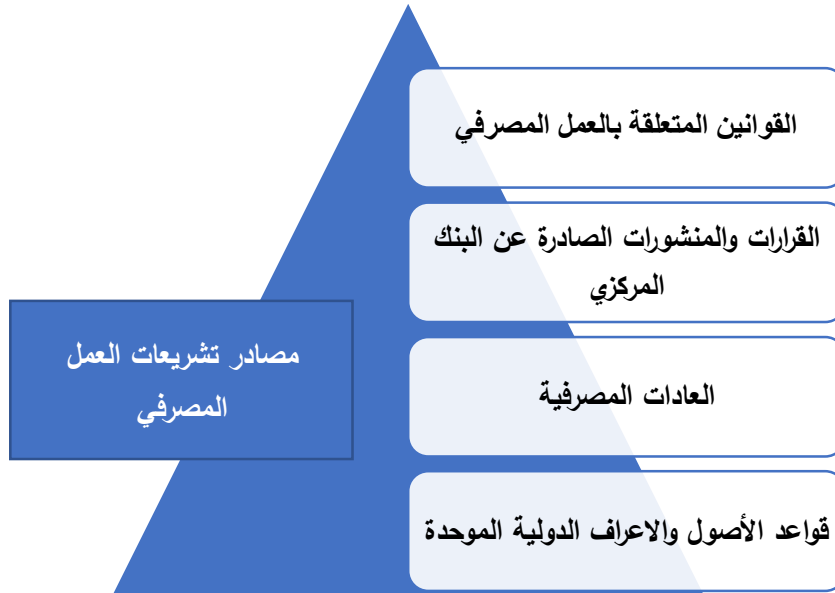 القوانين المتعلقة بالعمل المصرفي
القرارات والمنشورات الصادرة عن البنك
المركزي
مصادر تشريعات العمل
المصرفي
العادات المصرفية
قواعد الأصول والاعراف الدولية الموحدة